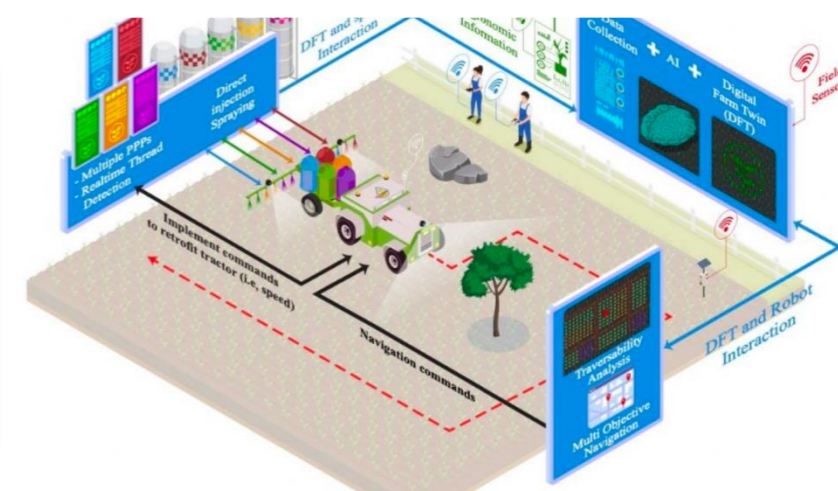 DFT and
Interaction
onomic
Information
Data
Collection
+ AI +
Digital
Farm Twin
(DFT)
Field
Senso
Direct
injection
Spraying
- Multiple PPPs
- Realtime Thread
Detection
Implement commands
to retrofit tractor (i.e, speed)
Navigation commands
Traversability
Analysis
Multi Objective
Navigation
DFT and Robot
Interaction